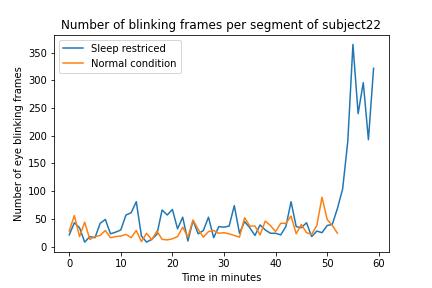 Number of blinking frames per segment of subject22
Sleep restriced
Normal condition
Number of eye blinking frames
350
300
250
200
150
100
50
0
0 10 20 30 40 50 60
Time in minutes